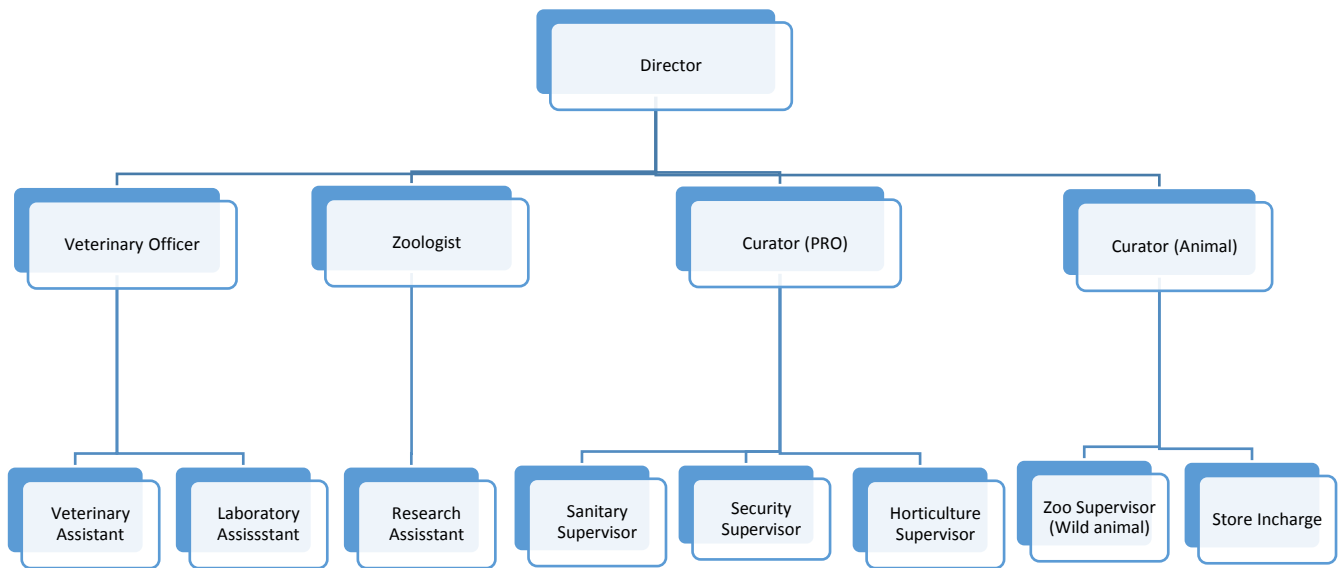 Director
Veterinary Officer
Zoologist
Curator (PRO)
Curator (Animal)
Veterinary
Assistant
Laboratory
Assisstant
Research
Assisstant
Sanitary
Supervisor
Security
Supervisor
Horticulture
Supervisor
Zoo Supervisor
(Wild animal)
Store Incharge